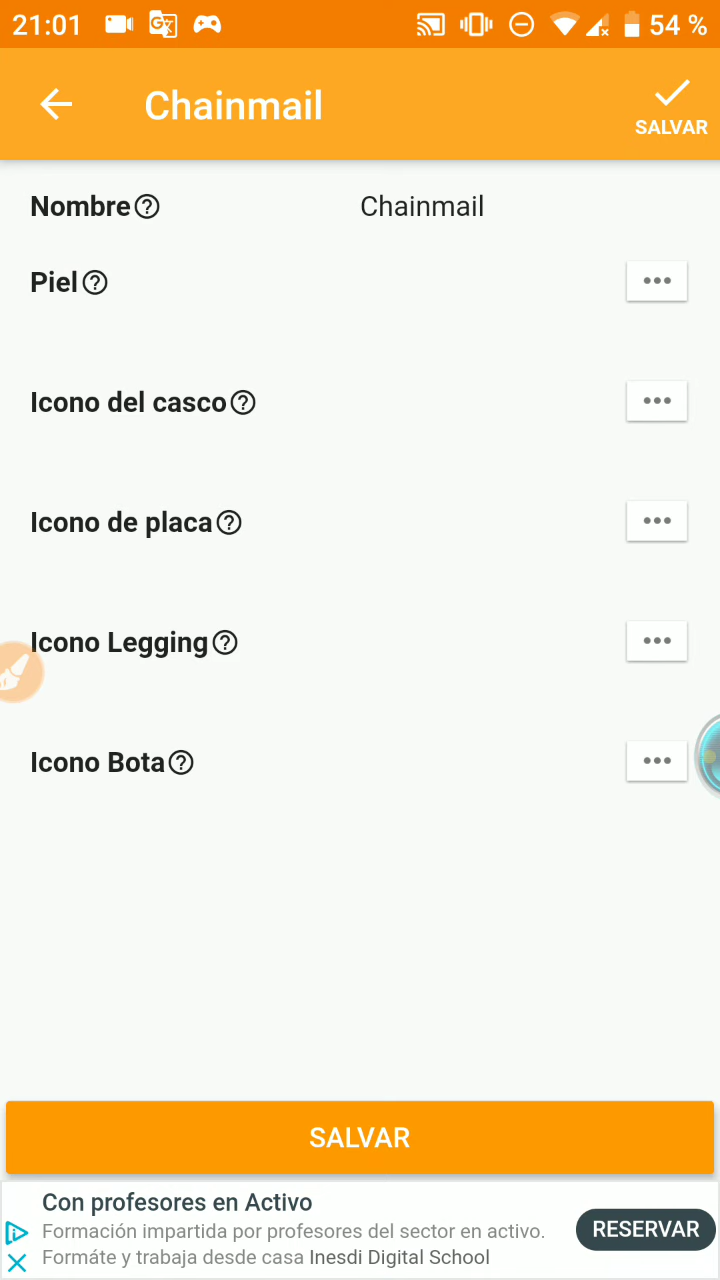 21:01 54 %
Chainmail
SALVAR
Nombre Chainmail
Piel
Icono del casco
Icono de placa
Icono Legging
Icono Bota
SALVAR
Con profesores en Activo
Formación impartida por profesores del sector en activo.
Formáte y trabaja desde casa Inesdi Digital School
RESERVAR